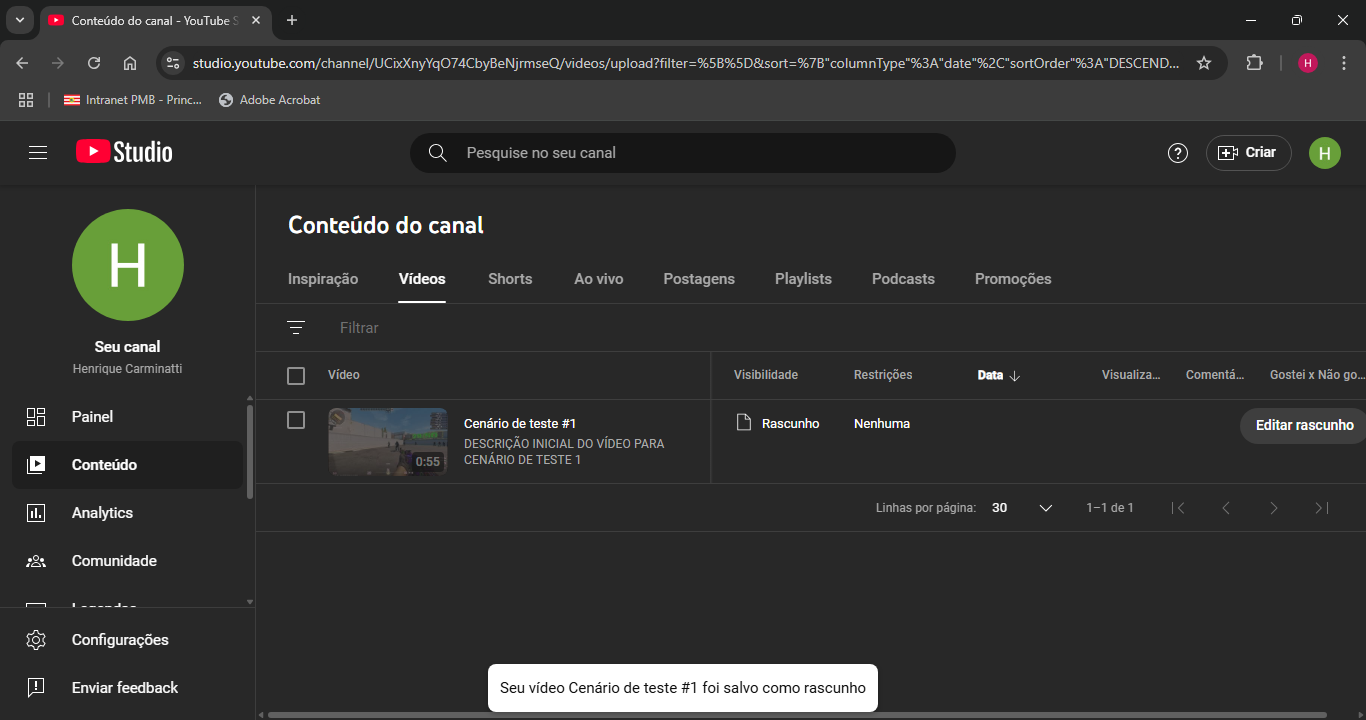 Conteúdo do canal - YouTube S
studio.youtube.com/channel/UCixXnyYqO74CbyBeNjrmseQ/videos/upload?filter=%5B%5D&sort=%7B"columnType"%3A"date"%2C"sortOrder"%3A"DESCEND...
H
Intranet PMB - Princ...
Adobe Acrobat
Studio
Pesquise no seu canal
?
Criar
H
H
Seu canal
Henrique Carminatti
Painel
Conteúdo
Analytics
Comunidade
Legendas
Configurações
Enviar feedback
Conteúdo do canal
Inspiração Vídeos Shorts Ao vivo Postagens Playlists Podcasts Promoções
Filtrar
Vídeo Visibilidade Restrições Data Visualiza... Comentá... Gostei x Não go...
0:55
Cenário de teste #1
DESCRIÇÃO INICIAL DO VÍDEO PARA
CENÁRIO DE TESTE 1
Rascunho Nenhuma Editar rascunho
Linhas por página: 30 1–1 de 1
Seu vídeo Cenário de teste #1 foi salvo como rascunho